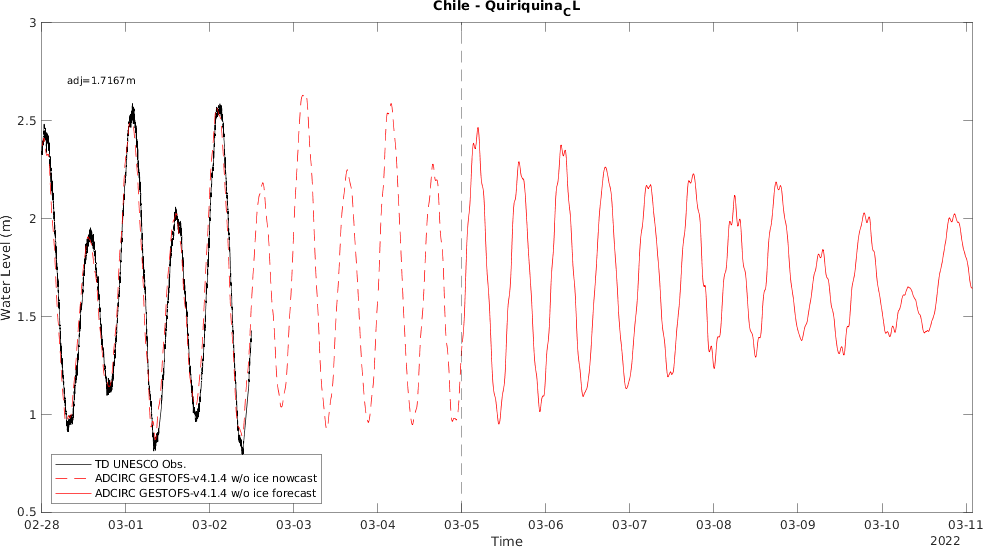 Chile - Quiriquina_CL
3
adj=1.7167m
2.5
2
Water Level (m)
1.5
1
TD UNESCO Obs.
ADCIRC GESTOFS-v4.1.4 w/o ice nowcast
ADCIRC GESTOFS-v4.1.4 w/o ice forecast
0.5
02-28 03-01 03-02 03-03 03-04 03-05 03-06 03-07 03-08 03-09 03-10 03-11
Time
2022